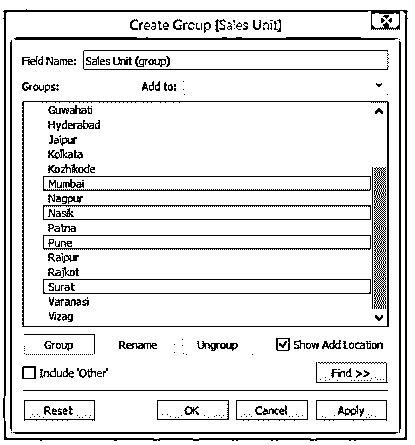 Create Group [Sales Unit]
Field Name: Sales Unit (group)
Groups: Add to:
Guwahati
Hyderabad
Jaipur
Kolkata
Kozhikode
Mumbai
Nagpur
Nasik
Patna
Pune
Raipur
Rajkot
Surat
Varanasi
Vizag
Group Rename Ungroup Show Add Location
Include 'Other' Find >>
Reset OK Cancel Apply